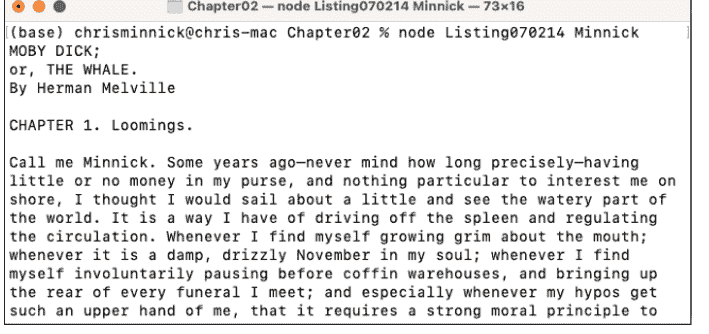 Chapter02 — node Listing070214 Minnick — 73×16
(base) chrisminnick@chris-mac Chapter02 % node Listing070214 Minnick
MOBY DICK;
or, THE WHALE.
By Herman Melville
CHAPTER 1. Loomings.
Call me Minnick. Some years ago—never mind how long precisely—having
little or no money in my purse, and nothing particular to interest me on
shore, I thought I would sail about a little and see the watery part of
the world. It is a way I have of driving off the spleen and regulating
the circulation. Whenever I find myself growing grim about the mouth;
whenever it is a damp, drizzly November in my soul; whenever I find
myself involuntarily pausing before coffin warehouses, and bringing up
the rear of every funeral I meet; and especially whenever my hypos get
such an upper hand of me, that it requires a strong moral principle to